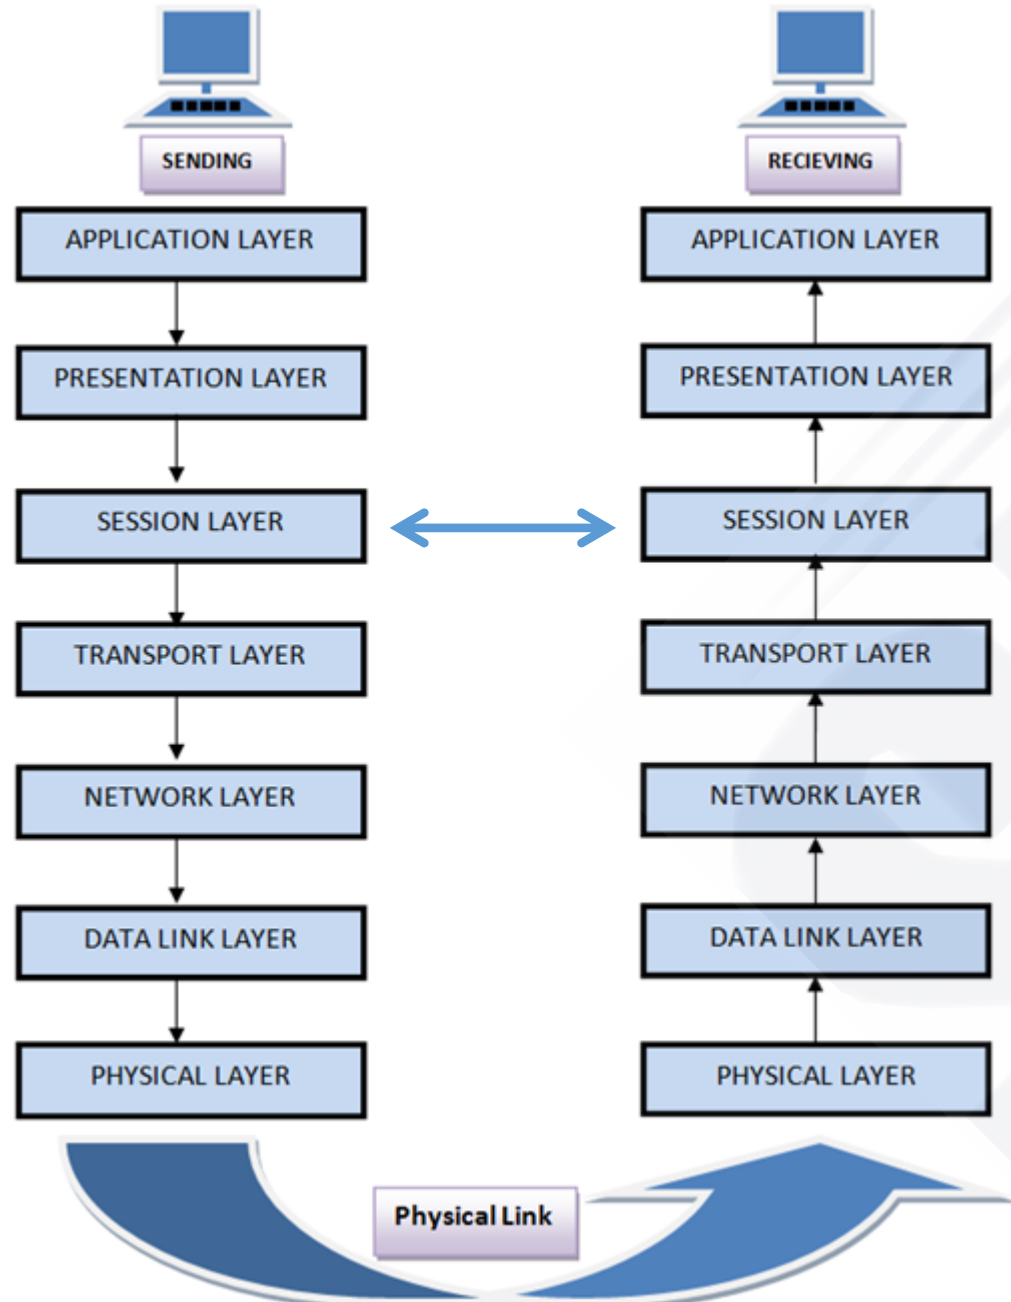 SENDING
RECIEVING
APPLICATION LAYER
APPLICATION LAYER
PRESENTATION LAYER
PRESENTATION LAYER
SESSION LAYER
SESSION LAYER
TRANSPORT LAYER
TRANSPORT LAYER
NETWORK LAYER
NETWORK LAYER
DATA LINK LAYER
DATA LINK LAYER
PHYSICAL LAYER
PHYSICAL LAYER
Physical Link